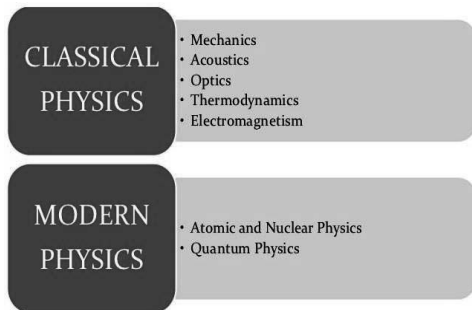 CLASSICAL
PHYSICS
• Mechanics
• Acoustics
• Optics
• Thermodynamics
• Electromagnetism
MODERN
PHYSICS
• Atomic and Nuclear Physics
• Quantum Physics